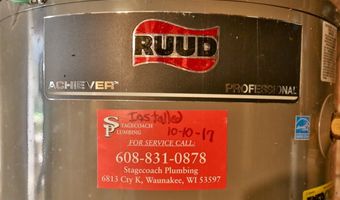 RUUD
ACHIEVER™ PROFESSIONAL
Installed
10-10-17
SP STAGECOACH
PLUMBING
FOR SERVICE CALL:
608-831-0878
Stagecoach Plumbing
6813 Cty K, Waunakee, WI 53597